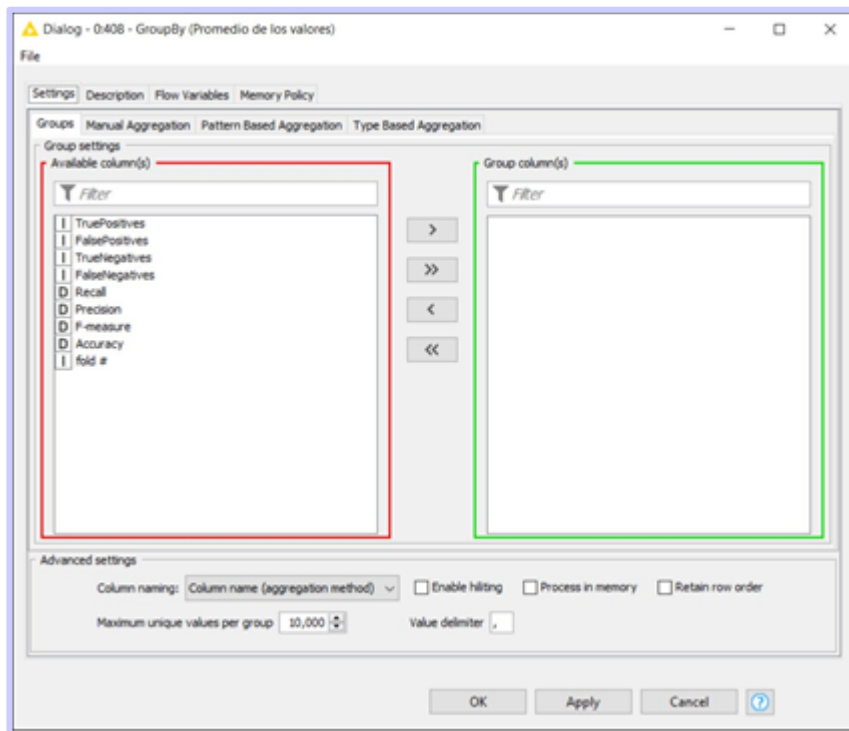 Dialog - 0:408 - GroupBy (Promedio de los valores)
File
Settings Description Flow Variables Memory Policy
Groups Manual Aggregation Pattern Based Aggregation Type Based Aggregation
Group settings
Available column(s) Group column(s)
Filter Filter
I TruePositives
I FalsePositives
I TrueNegatives
I FalseNegatives
D Recall
D Precision
D F-measure
D Accuracy
I fold #
>
>>
<
<<
Advanced settings
Column naming: Column name (aggregation method) Enable hiliting Process in memory Retain row order
Maximum unique values per group 10,000 Value delimiter ,
OK Apply Cancel ?